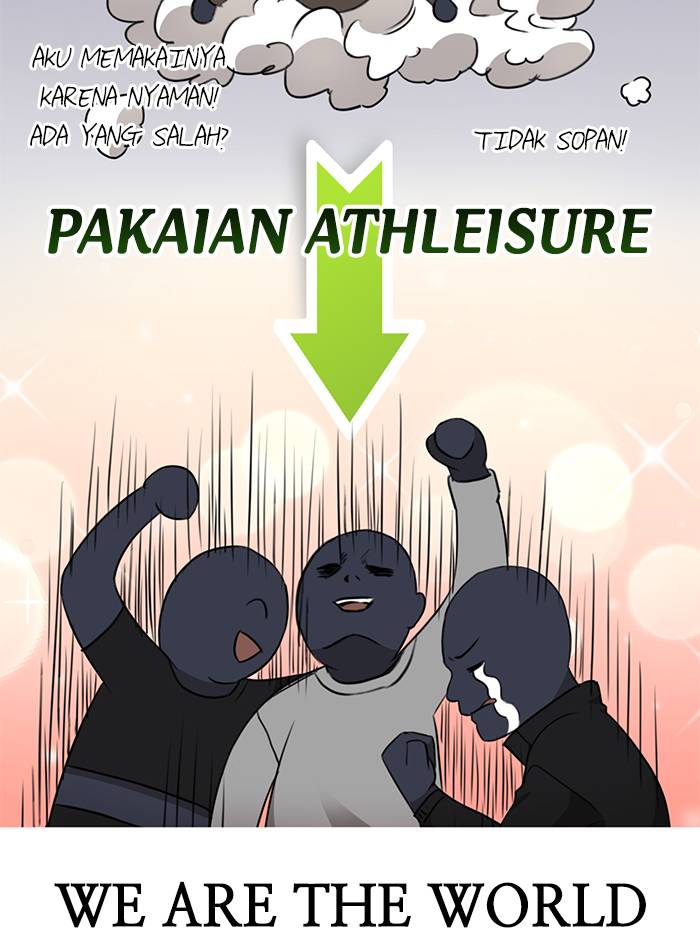 AKU MEMAKAINYA
KARENA NYAMAN!
ADA YANG SALAH?
TIDAK SOPAN!
PAKAIAN ATHLEISURE
WE ARE THE WORLD